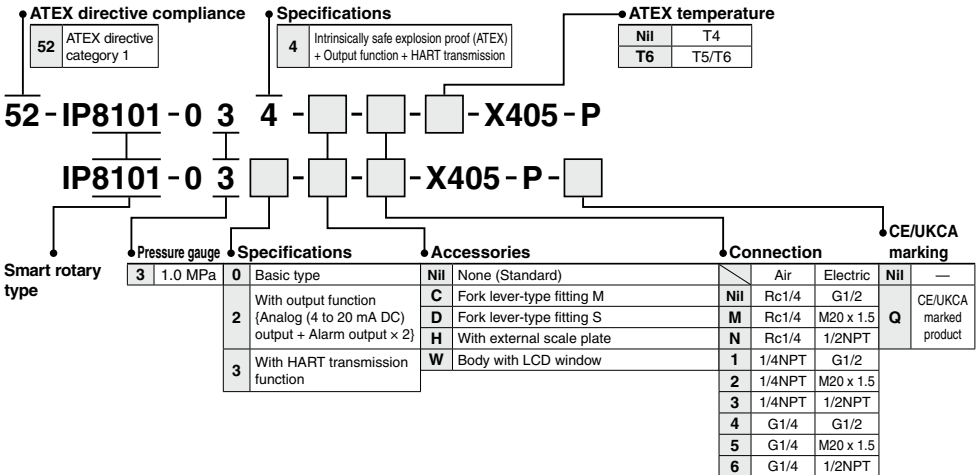 ATEX directive compliance
52 ATEX directive category 1
Specifications
4 Intrinsically safe explosion proof (ATEX)
+ Output function + HART transmission
ATEX temperature
Nil T4
T6 T5/T6
52-IP8101-0 3 4 - - - -X405-P
IP8101-0 3 - - -X405-P-
Smart rotary
type
Pressure gauge
3 1.0 MPa
Specifications
0 Basic type
2 With output function
{Analog (4 to 20 mA DC)
output + Alarm output × 2}
3 With HART transmission
function
Accessories
Nil None (Standard)
C Fork lever-type fitting M
D Fork lever-type fitting S
H With external scale plate
W Body with LCD window
Connection
Air Electric
Nil Rc1/4 G1/2
M Rc1/4 M20 x 1.5
N Rc1/4 1/2NPT
1 1/4NPT G1/2
2 1/4NPT M20 x 1.5
3 1/4NPT 1/2NPT
4 G1/4 G1/2
5 G1/4 M20 x 1.5
6 G1/4 1/2NPT
CE/UKCA
marking
Nil —
Q CE/UKCA
marked
product